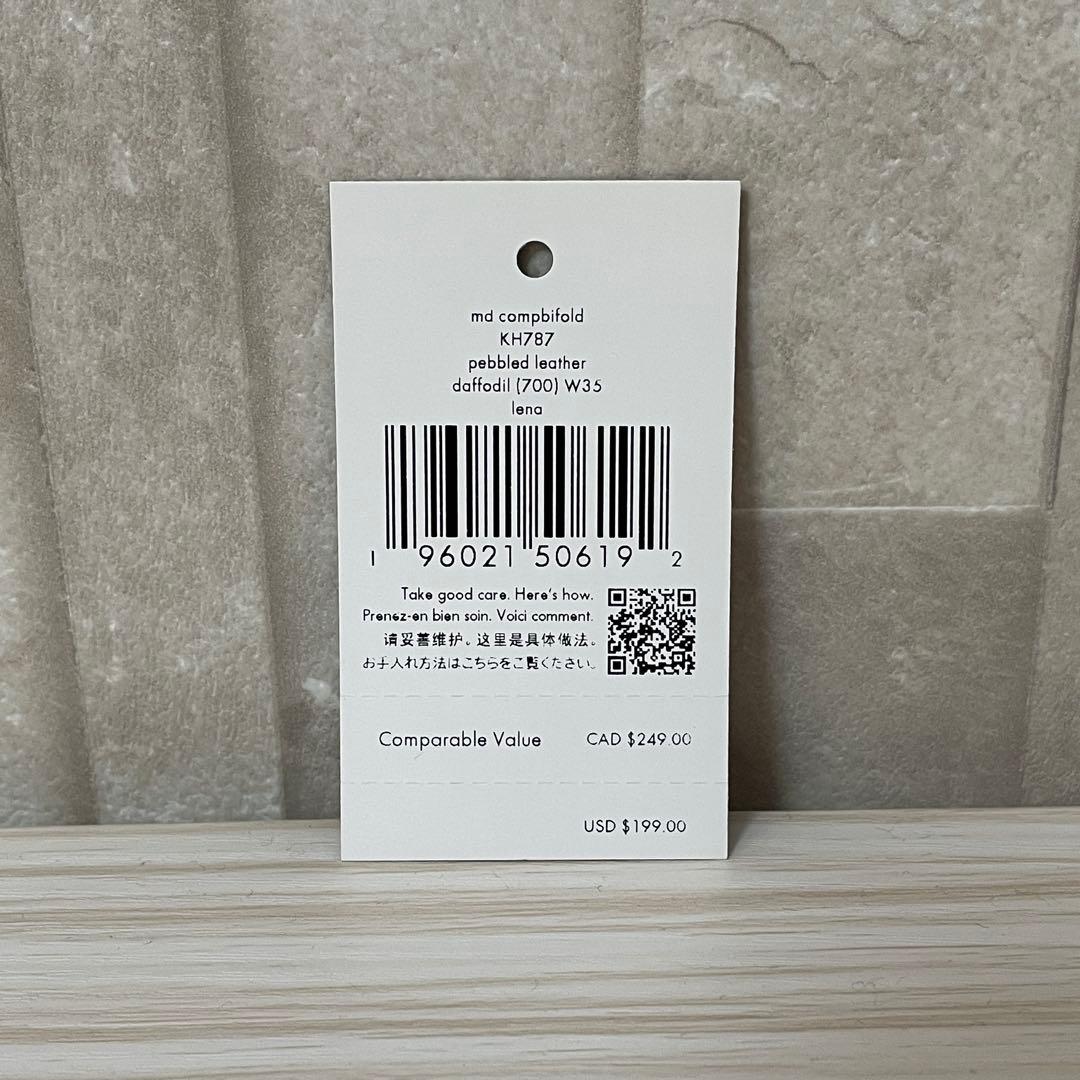 md compbifold
KH787
pebbled leather
daffodil (700) W35
lena
1 96021 50619 2
Take good care. Here's how.
Prenez-en bien soin. Voici comment.
请妥善维护。这里是具体做法。
お手入れ方法はこちらをご覧ください。
Comparable Value CAD $249.00
USD $199.00